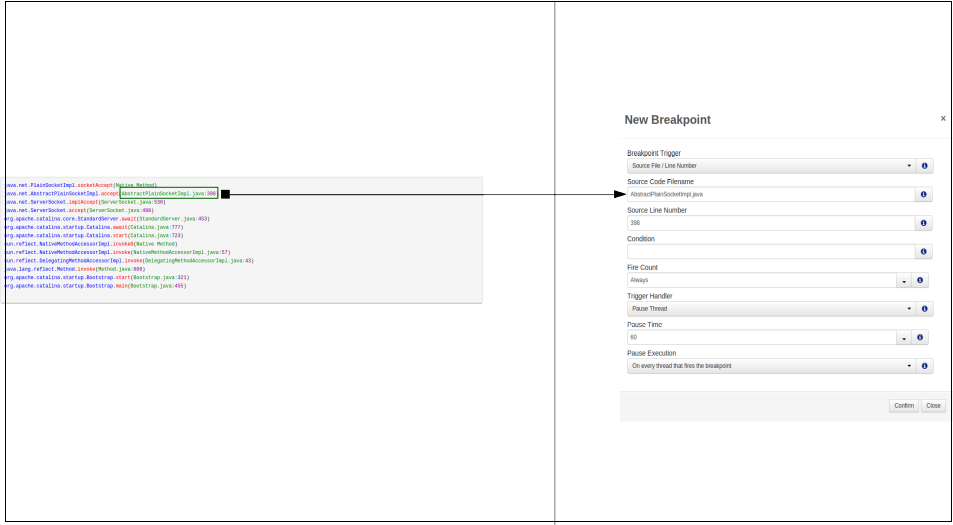 java.net.PlainSocketImpl.socketAccept(Native Method)
java.net.AbstractPlainSocketImpl.accept(AbstractPlainSocketImpl.java:398
java.net.ServerSocket.implAccept(ServerSocket.java:530)
java.net.ServerSocket.accept(ServerSocket.java:498)
org.apache.catalina.core.StandardServer.await(StandardServer.java:453)
org.apache.catalina.startup.Catalina.await(Catalina.java:777)
org.apache.catalina.startup.Catalina.start(Catalina.java:723)
sun.reflect.NativeMethodAccessorImpl.invoke0(Native Method)
sun.reflect.NativeMethodAccessorImpl.invoke(NativeMethodAccessorImpl.java:57)
sun.reflect.DelegatingMethodAccessorImpl.invoke(DelegatingMethodAccessorImpl.java:43)
java.lang.reflect.Method.invoke(Method.java:606)
org.apache.catalina.startup.Bootstrap.start(Bootstrap.java:321)
org.apache.catalina.startup.Bootstrap.main(Bootstrap.java:455)
New Breakpoint
x
Breakpoint Trigger
Source File / Line Number
Source Code Filename
AbstractPlainSocketImpl.java
Source Line Number
398
Condition
Fire Count
Always
Trigger Handler
Pause Thread
Pause Time
60
Pause Execution
On every thread that fires the breakpoint
Confirm Close